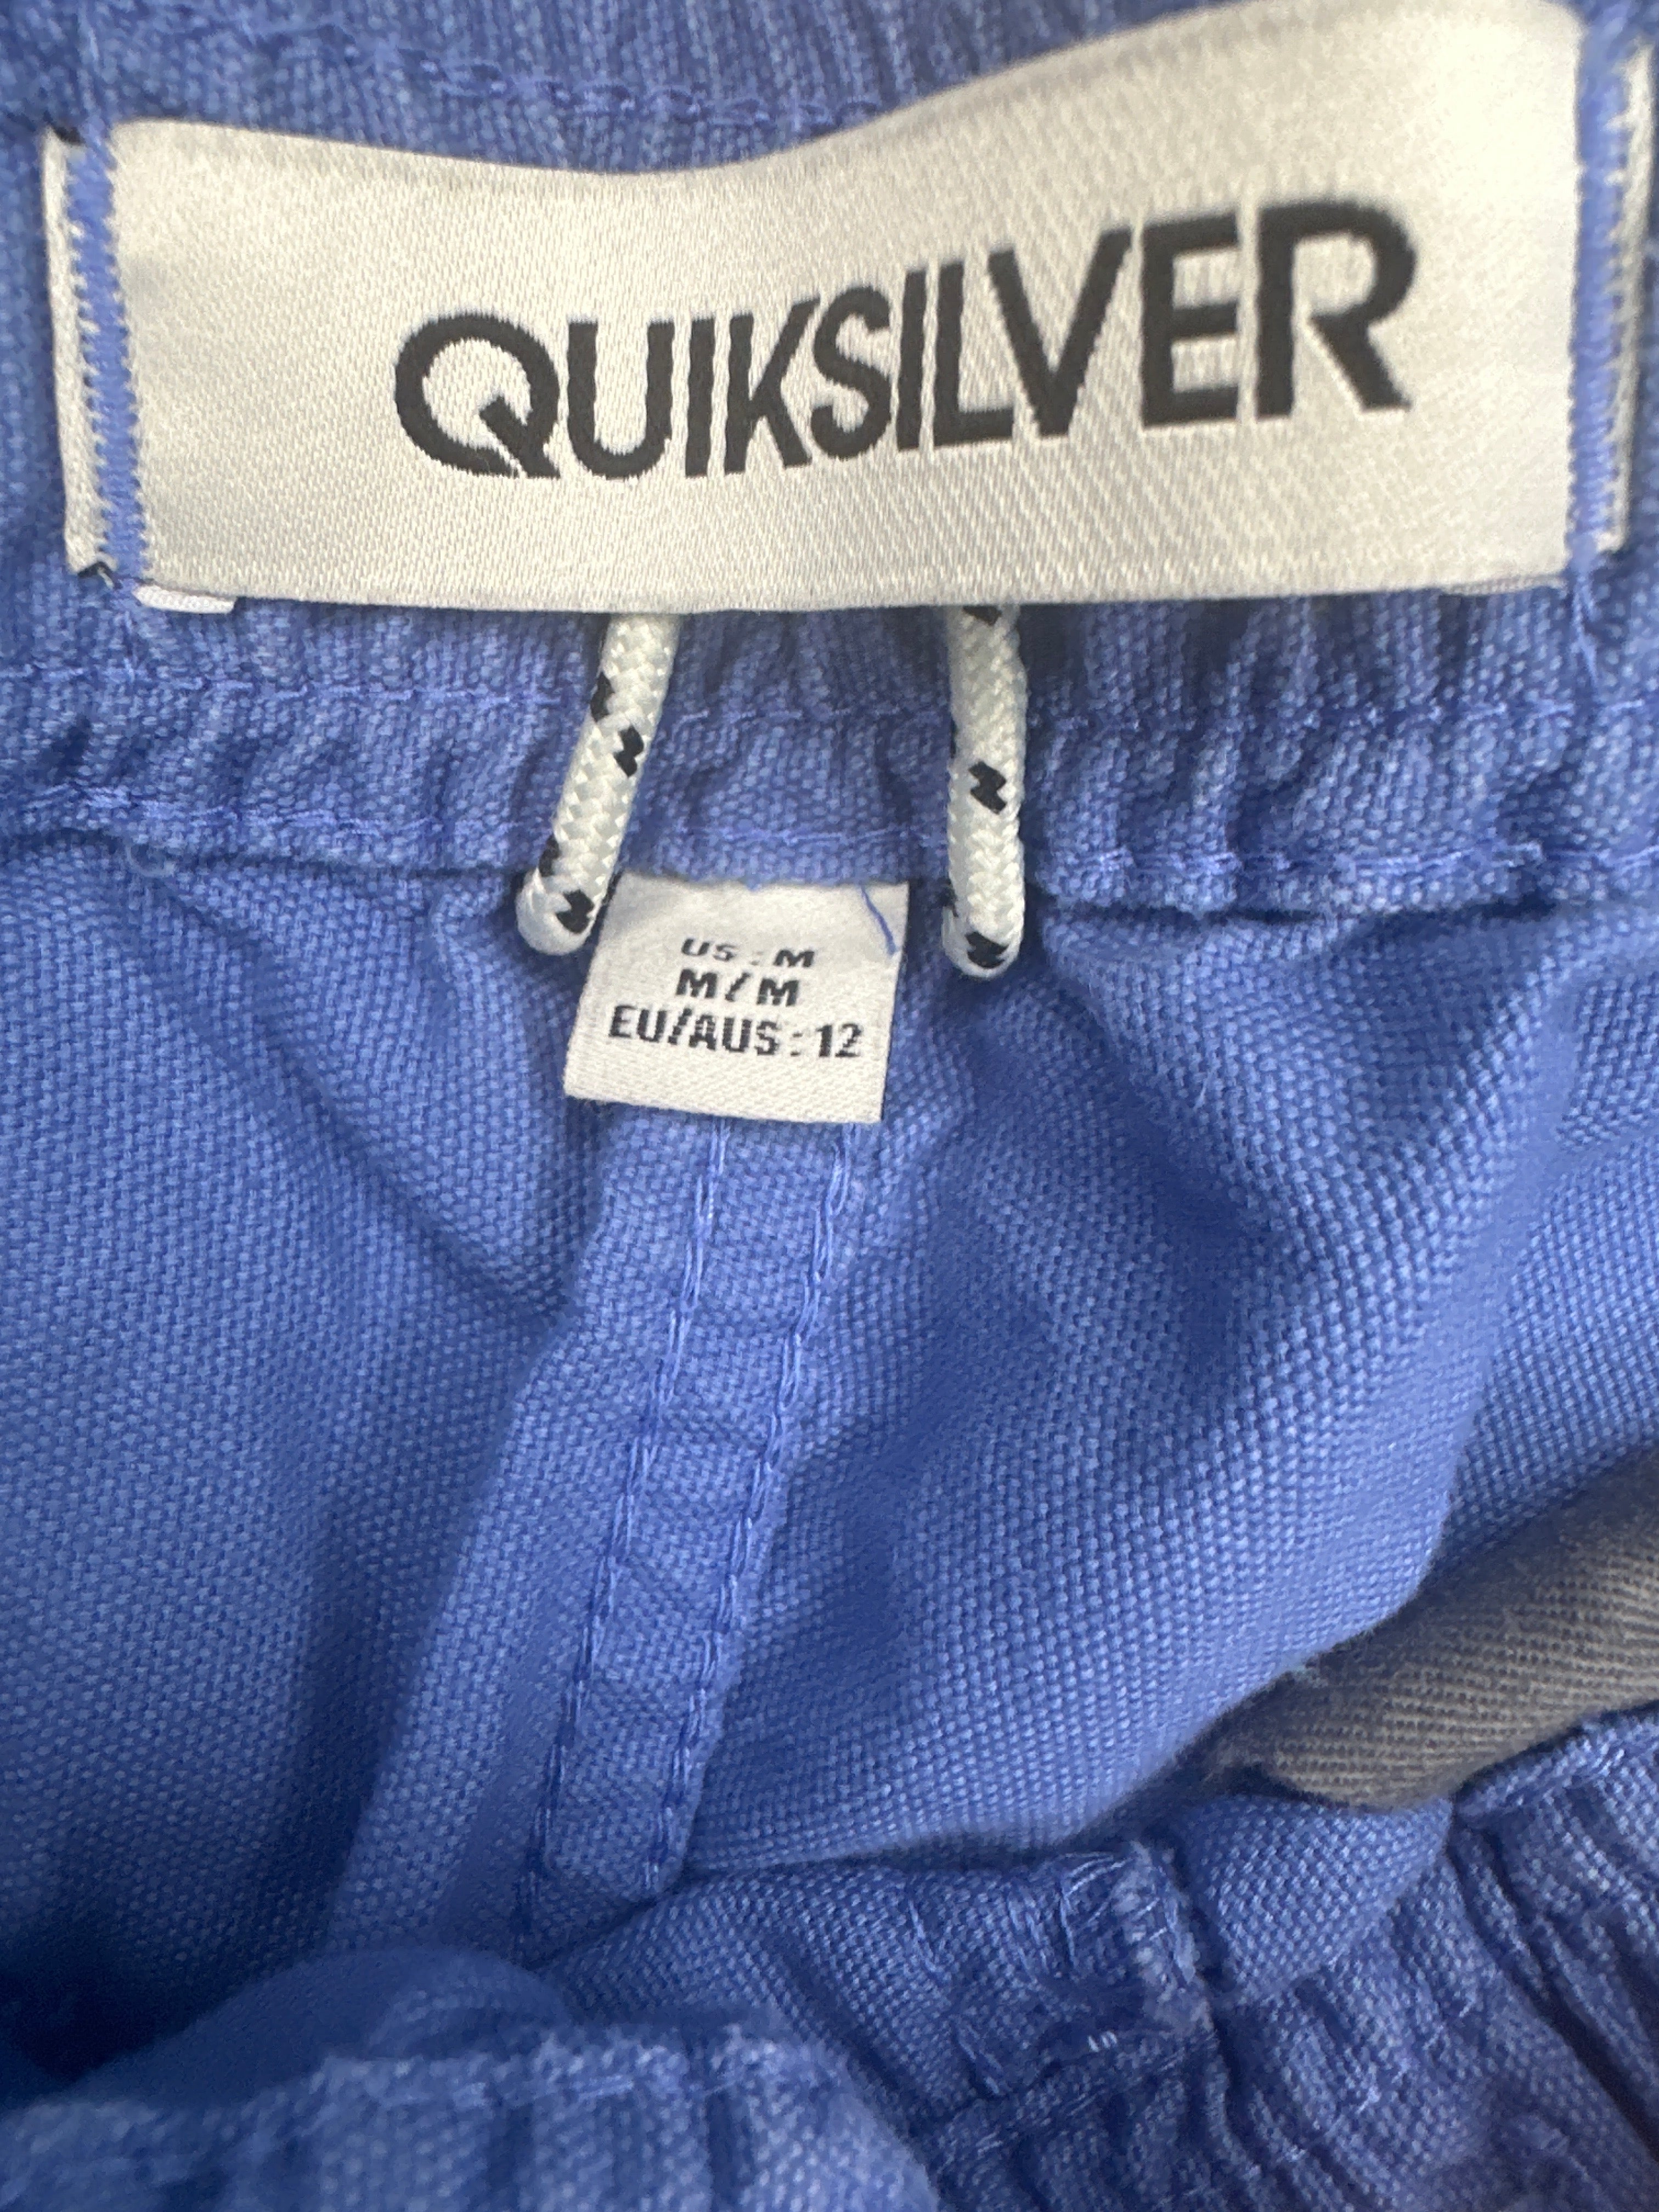 QUIKSILVER
US : M
M / M
EU/AUS : 12